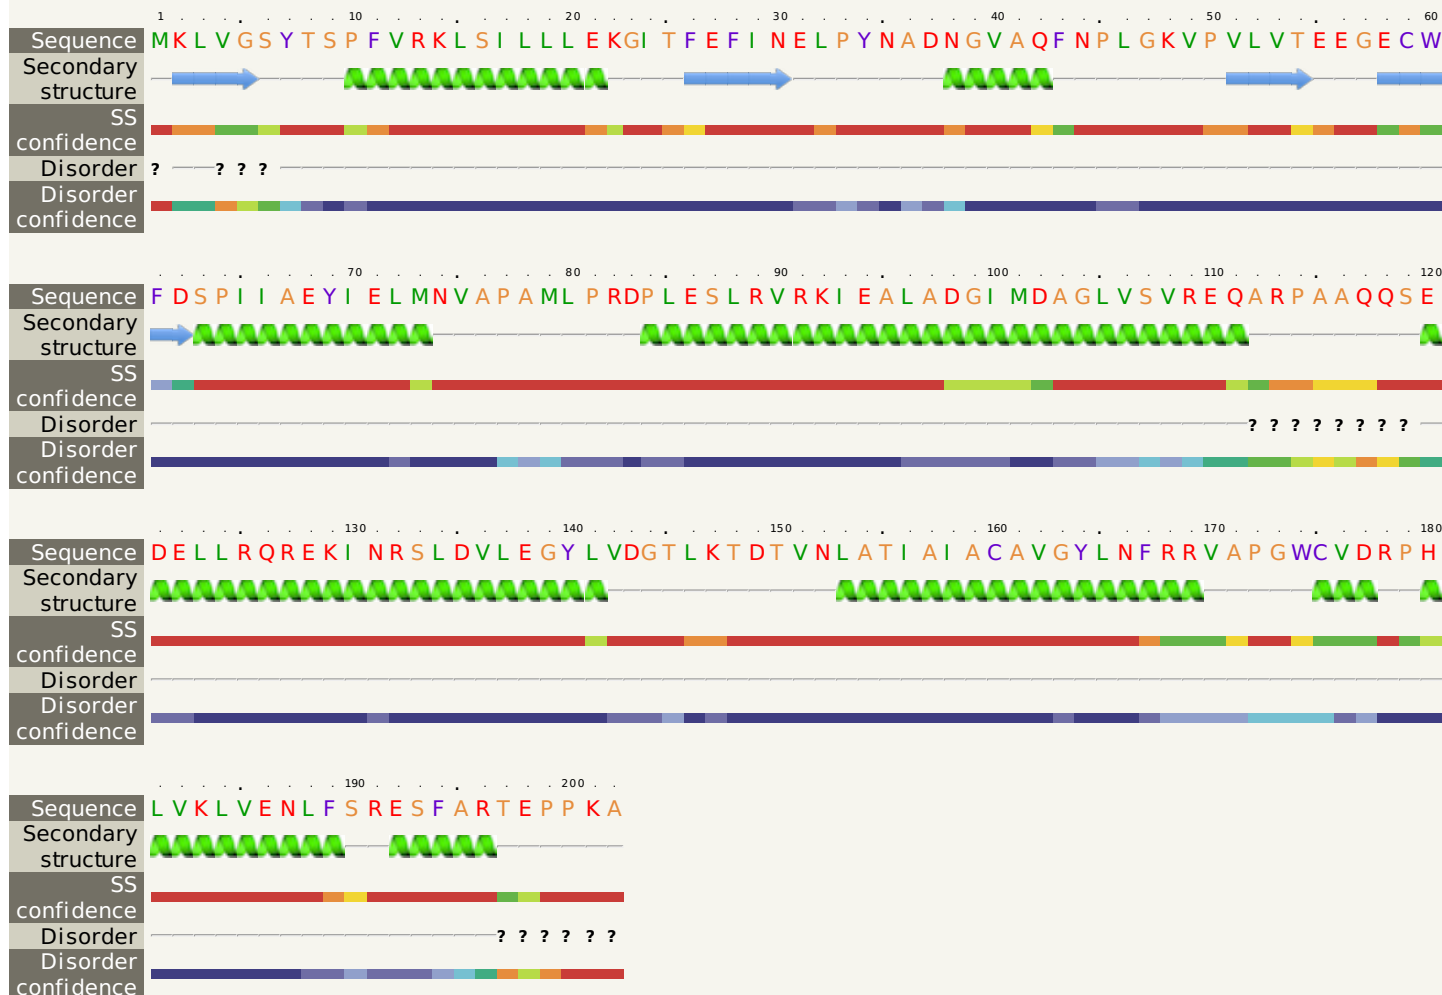 1 . . . . . . . . 10 . . . . . . . . . 20 . . . . . . . . . 30 . . . . . . . . . 40 . . . . . . . . . 50 . . . . . . . . . 60
Sequence MKLVGSYTSPFVRKLSILLLEKGITFEFINELPYNADNGVAQFNPLGKVPVLVTEEGECW
Secondary
structure
SS
confidence
Disorder ? ? ? ?
Disorder
confidence
. . . . . . . . . 70 . . . . . . . . . 80 . . . . . . . . . 90 . . . . . . . . . 100 . . . . . . . . . 110 . . . . . . . . . 120
Sequence FDSPIIAEYIELMNVAPAMLPRDPLESLRVRKIEALADGIMDAGLVSVREQARPAAQQSE
Secondary
structure
SS
confidence
Disorder ? ? ? ? ? ? ? ?
Disorder
confidence
. . . . . . . . . 130 . . . . . . . . . 140 . . . . . . . . . 150 . . . . . . . . . 160 . . . . . . . . . 170 . . . . . . . . . 180
Sequence DELLRQREKINRSLDVLEGYLVDGTLKTDTVNLATIAIACAVGYLNFRRVAPGWCVDRPH
Secondary
structure
SS
confidence
Disorder
Disorder
confidence
. . . . . . . . . 190 . . . . . . . . . 200 . .
Sequence LVKLVENLFSRESFARTEPPKA
Secondary
structure
SS
confidence
Disorder ? ? ? ? ? ?
Disorder
confidence